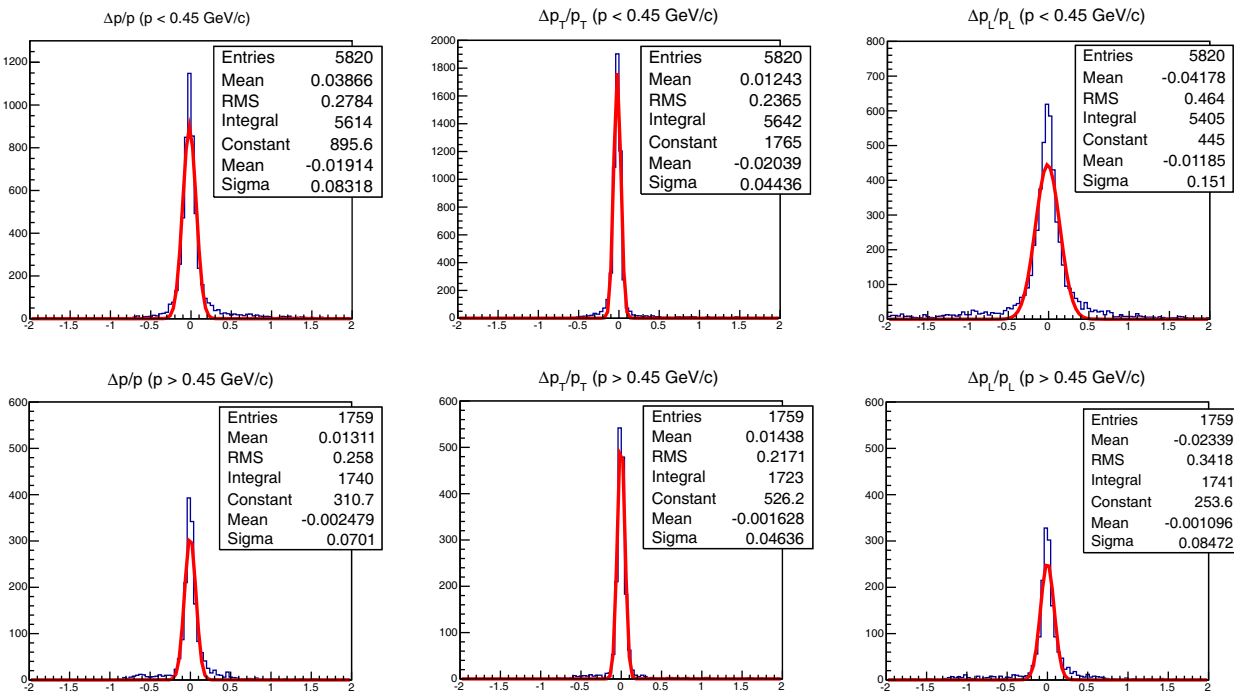 Δp/p (p < 0.45 GeV/c)
Entries 5820
Mean 0.03866
RMS 0.2784
Integral 5614
Constant 895.6
Mean -0.01914
Sigma 0.08318
1200
1000
800
600
400
200
0
-2 -1.5 -1 -0.5 0 0.5 1 1.5 2
Δp_T/p_T (p < 0.45 GeV/c)
Entries 5820
Mean 0.01243
RMS 0.2365
Integral 5642
Constant 1765
Mean -0.02039
Sigma 0.04436
2000
1800
1600
1400
1200
1000
800
600
400
200
0
-2 -1.5 -1 -0.5 0 0.5 1 1.5 2
Δp_L/p_L (p < 0.45 GeV/c)
Entries 5820
Mean -0.04178
RMS 0.464
Integral 5405
Constant 445
Mean -0.01185
Sigma 0.151
800
700
600
500
400
300
200
100
0
-2 -1.5 -1 -0.5 0 0.5 1 1.5 2
Δp/p (p > 0.45 GeV/c)
Entries 1759
Mean 0.01311
RMS 0.258
Integral 1740
Constant 310.7
Mean -0.002479
Sigma 0.0701
600
500
400
300
200
100
0
-2 -1.5 -1 -0.5 0 0.5 1 1.5 2
Δp_T/p_T (p > 0.45 GeV/c)
Entries 1759
Mean 0.01438
RMS 0.2171
Integral 1723
Constant 526.2
Mean -0.001628
Sigma 0.04636
600
500
400
300
200
100
0
-2 -1.5 -1 -0.5 0 0.5 1 1.5 2
Δp_L/p_L (p > 0.45 GeV/c)
Entries 1759
Mean -0.02339
RMS 0.3418
Integral 1741
Constant 253.6
Mean -0.001096
Sigma 0.08472
600
500
400
300
200
100
0
-2 -1.5 -1 -0.5 0 0.5 1 1.5 2